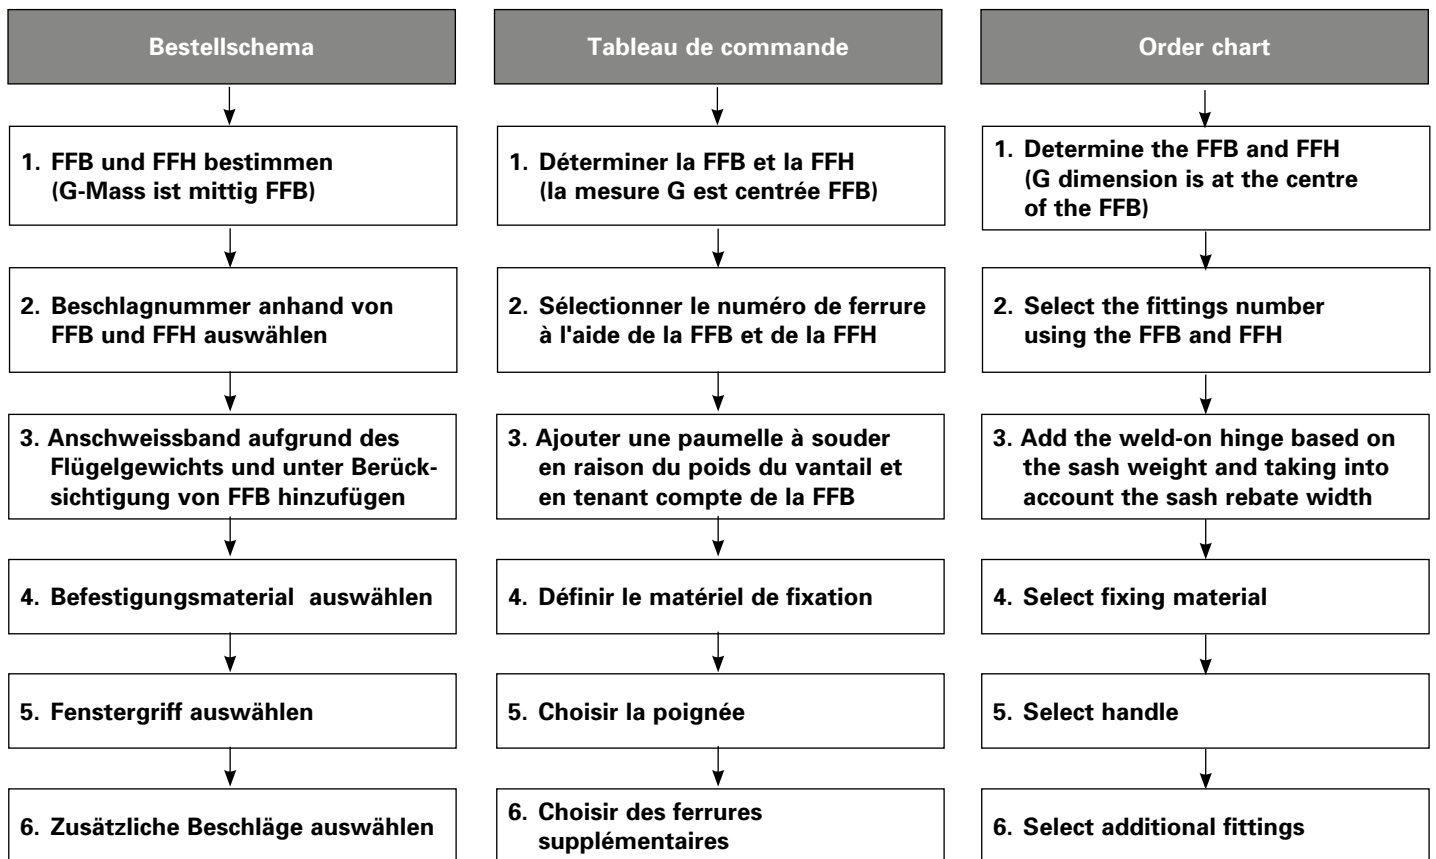 Bestellschema
1. FFB und FFH bestimmen
(G-Mass ist mittig FFB)
2. Beschlagnummer anhand von
FFB und FFH auswählen
3. Anschweissband aufgrund des
Flügelgewichts und unter Berück-
sichtigung von FFB hinzufügen
4. Befestigungsmaterial auswählen
5. Fenstergriff auswählen
6. Zusätzliche Beschläge auswählen
Tableau de commande
1. Déterminer la FFB et la FFH
(la mesure G est centrée FFB)
2. Sélectionner le numéro de ferrure
à l'aide de la FFB et de la FFH
3. Ajouter une paumelle à souder
en raison du poids du vantail et
en tenant compte de la FFB
4. Définir le matériel de fixation
5. Choisir la poignée
6. Choisir des ferrures
supplémentaires
Order chart
1. Determine the FFB and FFH
(G dimension is at the centre
of the FFB)
2. Select the fittings number
using the FFB and FFH
3. Add the weld-on hinge based on
the sash weight and taking into
account the sash rebate width
4. Select fixing material
5. Select handle
6. Select additional fittings